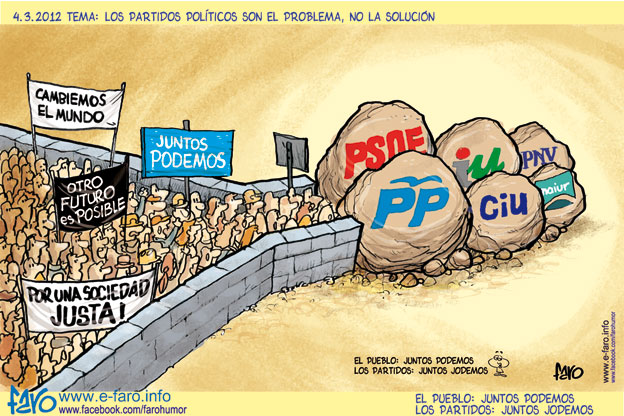 4.3.2012 TEMA: LOS PARTIDOS POLÍTICOS SON EL PROBLEMA, NO LA SOLUCIÓN
CAMBIEMOS
EL MUNDO
JUNTOS
PODEMOS
OTRO
FUTURO
es POSIBLE
POR UNA SOCIEDAD
JUSTA!
PSOE
iu
PNV
PP
CiU
maiur
EL PUEBLO: JUNTOS PODEMOS
LOS PARTIDOS: JUNTOS JODEMOS
faro
www.e-faro.info
www.facebook.com/farohumor
faro www.e-faro.info
www.facebook.com/farohumor
EL PUEBLO: JUNTOS PODEMOS
LOS PARTIDOS: JUNTOS JODEMOS